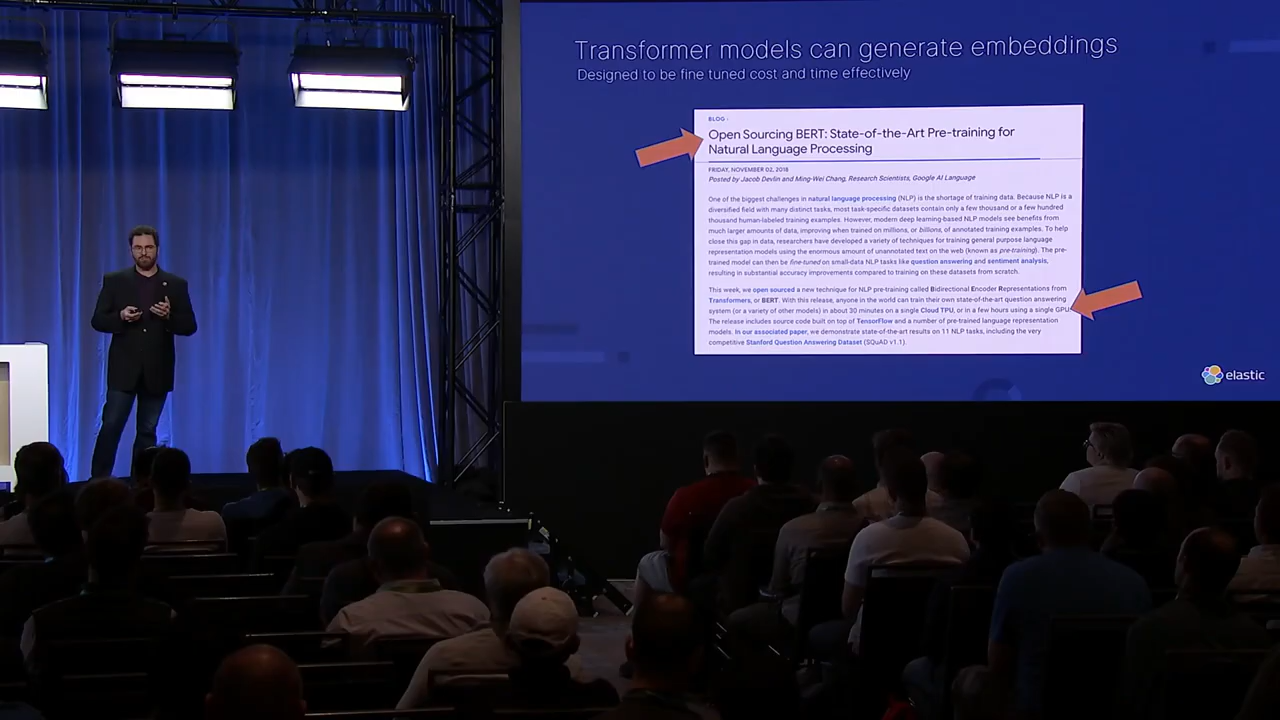 Transformer models can generate embeddings
Designed to be fine tuned cost and time effectively
BLOG ›
Open Sourcing BERT: State-of-the-Art Pre-training for
Natural Language Processing
FRIDAY, NOVEMBER 02, 2018
Posted by Jacob Devlin and Ming-Wei Chang, Research Scientists, Google AI Language
One of the biggest challenges in natural language processing (NLP) is the shortage of training data. Because NLP is a
diversified field with many distinct tasks, most task-specific datasets contain only a few thousand or a few hundred
thousand human-labeled training examples. However, modern deep learning-based NLP models see benefits from
much larger amounts of data, improving when trained on millions, or billions, of annotated training examples. To help
close this gap in data, researchers have developed a variety of techniques for training general purpose language
representation models using the enormous amount of unannotated text on the web (known as pre-training). The pre-
trained model can then be fine-tuned on small-data NLP tasks like question answering and sentiment analysis,
resulting in substantial accuracy improvements compared to training on these datasets from scratch.
This week, we open sourced a new technique for NLP pre-training called Bidirectional Encoder Representations from
Transformers, or BERT. With this release, anyone in the world can train their own state-of-the-art question answering
system (or a variety of other models) in about 30 minutes on a single Cloud TPU, or in a few hours using a single GPU.
The release includes source code built on top of TensorFlow and a number of pre-trained language representation
models. In our associated paper, we demonstrate state-of-the-art results on 11 NLP tasks, including the very
competitive Stanford Question Answering Dataset (SQuAD v1.1).
elastic